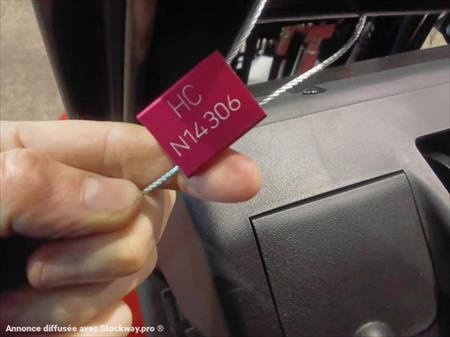 HC
N14306
Annonce diffusée avec Stockway.pro ®